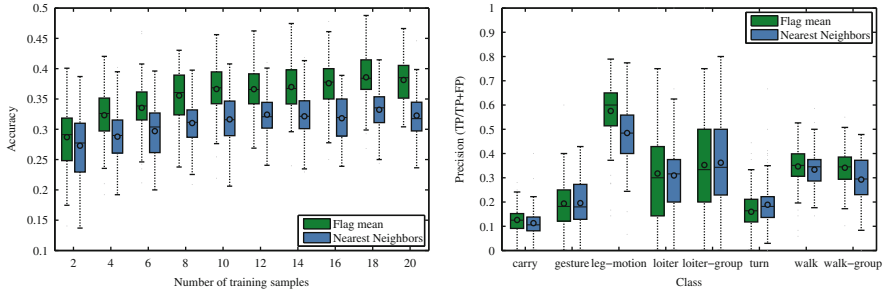 0.5
0.45
0.4
0.35
0.3
0.25
0.2
0.15
0.1
Accuracy
2 4 6 8 10 12 14 16 18 20
Number of training samples
Flag mean
Nearest Neighbors
1
0.9
0.8
0.7
0.6
0.5
0.4
0.3
0.2
0.1
0
Precision (TP/TP+FP)
carry gesture leg-motion loiter loiter-group turn walk walk-group
Class
Flag mean
Nearest Neighbors